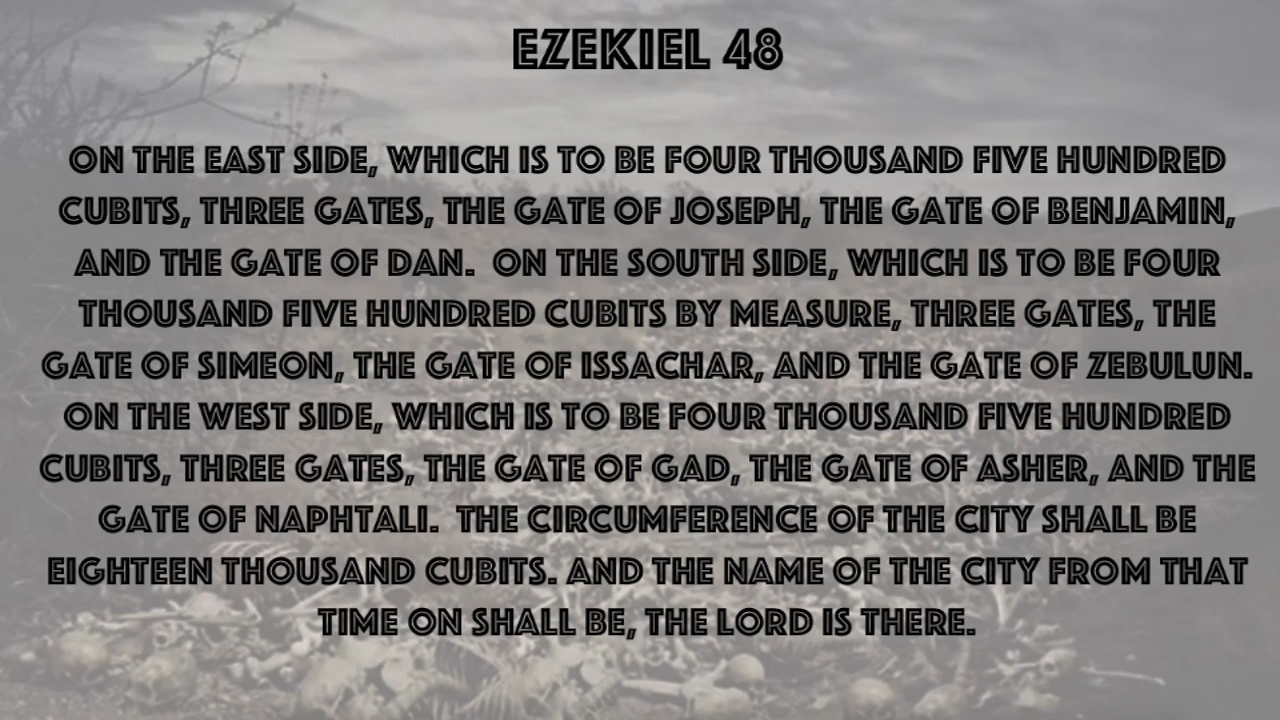 EZEKIEL 48
ON THE EAST SIDE, WHICH IS TO BE FOUR THOUSAND FIVE HUNDRED
CUBITS, THREE GATES, THE GATE OF JOSEPH, THE GATE OF BENJAMIN,
AND THE GATE OF DAN. ON THE SOUTH SIDE, WHICH IS TO BE FOUR
THOUSAND FIVE HUNDRED CUBITS BY MEASURE, THREE GATES, THE
GATE OF SIMEON, THE GATE OF ISSACHAR, AND THE GATE OF ZEBULUN.
ON THE WEST SIDE, WHICH IS TO BE FOUR THOUSAND FIVE HUNDRED
CUBITS, THREE GATES, THE GATE OF GAD, THE GATE OF ASHER, AND THE
GATE OF NAPHTALI. THE CIRCUMFERENCE OF THE CITY SHALL BE
EIGHTEEN THOUSAND CUBITS. AND THE NAME OF THE CITY FROM THAT
TIME ON SHALL BE, THE LORD IS THERE.